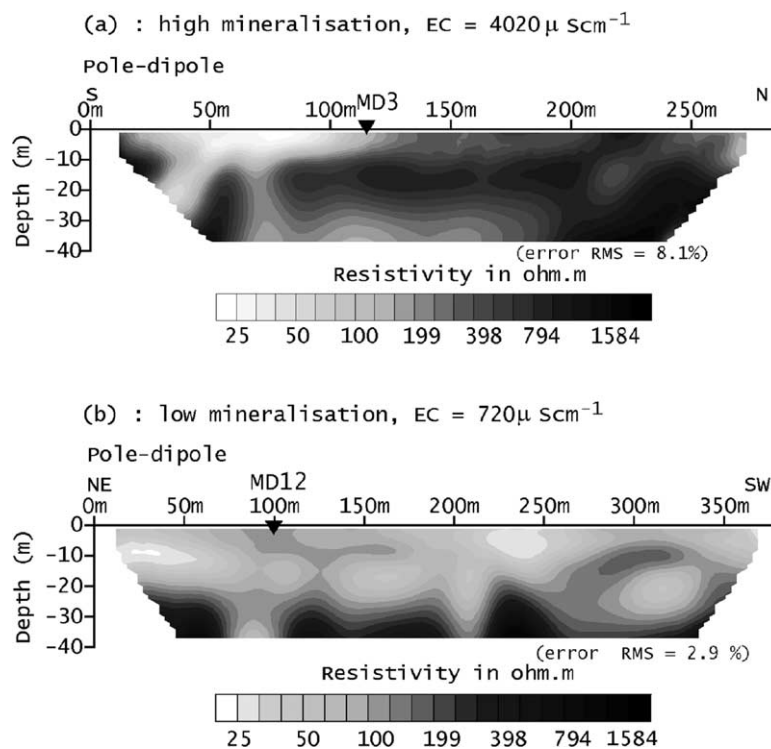 (a) : high mineralisation, EC = 4020 μ Scm⁻¹
Pole-dipole
S MD3 N
0m 50m 100m 150m 200m 250m
0
-10
-20
-30
-40
Depth (m)
(error RMS = 8.1%)
Resistivity in ohm.m
25 50 100 199 398 794 1584
(b) : low mineralisation, EC = 720μ Scm⁻¹
Pole-dipole
NE MD12 SW
0m 50m 100m 150m 200m 250m 300m 350m
0
-10
-20
-30
-40
Depth (m)
(error RMS = 2.9 %)
Resistivity in ohm.m
25 50 100 199 398 794 1584